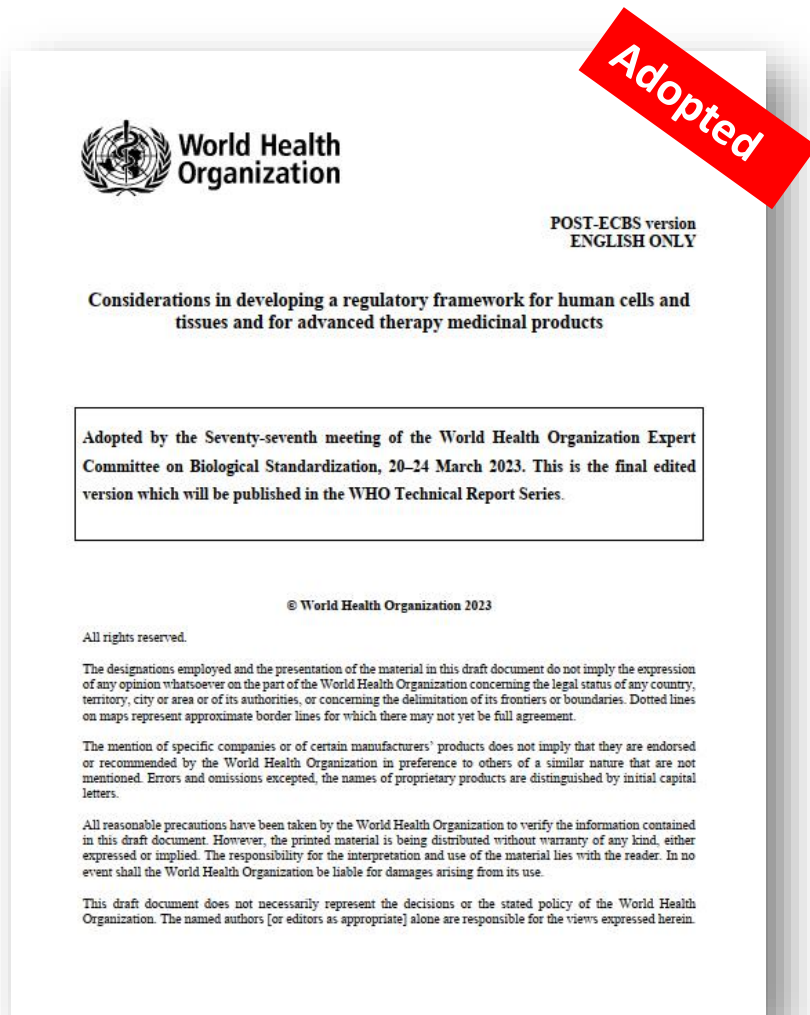 Adopted
World Health
Organization
POST-ECBS version
ENGLISH ONLY
Considerations in developing a regulatory framework for human cells and
tissues and for advanced therapy medicinal products
Adopted by the Seventy-seventh meeting of the World Health Organization Expert
Committee on Biological Standardization, 20–24 March 2023. This is the final edited
version which will be published in the WHO Technical Report Series.
© World Health Organization 2023
All rights reserved.
The designations employed and the presentation of the material in this draft document do not imply the expression
of any opinion whatsoever on the part of the World Health Organization concerning the legal status of any country,
territory, city or area or of its authorities, or concerning the delimitation of its frontiers or boundaries. Dotted lines
on maps represent approximate border lines for which there may not yet be full agreement.
The mention of specific companies or of certain manufacturers’ products does not imply that they are endorsed
or recommended by the World Health Organization in preference to others of a similar nature that are not
mentioned. Errors and omissions excepted, the names of proprietary products are distinguished by initial capital
letters.
All reasonable precautions have been taken by the World Health Organization to verify the information contained
in this draft document. However, the printed material is being distributed without warranty of any kind, either
expressed or implied. The responsibility for the interpretation and use of the material lies with the reader. In no
event shall the World Health Organization be liable for damages arising from its use.
This draft document does not necessarily represent the decisions or the stated policy of the World Health
Organization. The named authors [or editors as appropriate] alone are responsible for the views expressed herein.